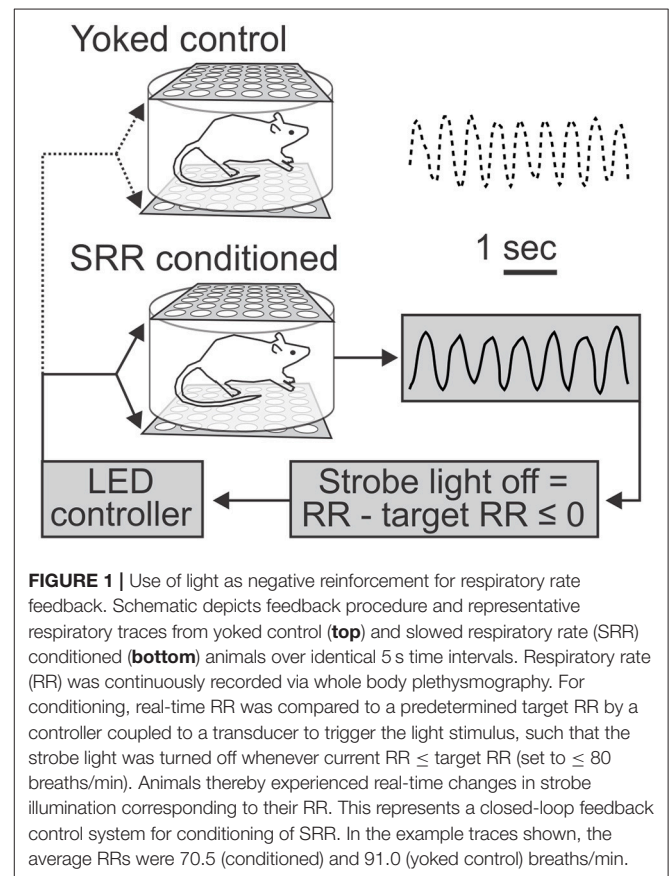 Yoked control
SRR conditioned
1 sec
LED
controller
Strobe light off =
RR - target RR ≤ 0
FIGURE 1 | Use of light as negative reinforcement for respiratory rate
feedback. Schematic depicts feedback procedure and representative
respiratory traces from yoked control (top) and slowed respiratory rate (SRR)
conditioned (bottom) animals over identical 5 s time intervals. Respiratory rate
(RR) was continuously recorded via whole body plethysmography. For
conditioning, real-time RR was compared to a predetermined target RR by a
controller coupled to a transducer to trigger the light stimulus, such that the
strobe light was turned off whenever current RR ≤ target RR (set to ≤ 80
breaths/min). Animals thereby experienced real-time changes in strobe
illumination corresponding to their RR. This represents a closed-loop feedback
control system for conditioning of SRR. In the example traces shown, the
average RRs were 70.5 (conditioned) and 91.0 (yoked control) breaths/min.